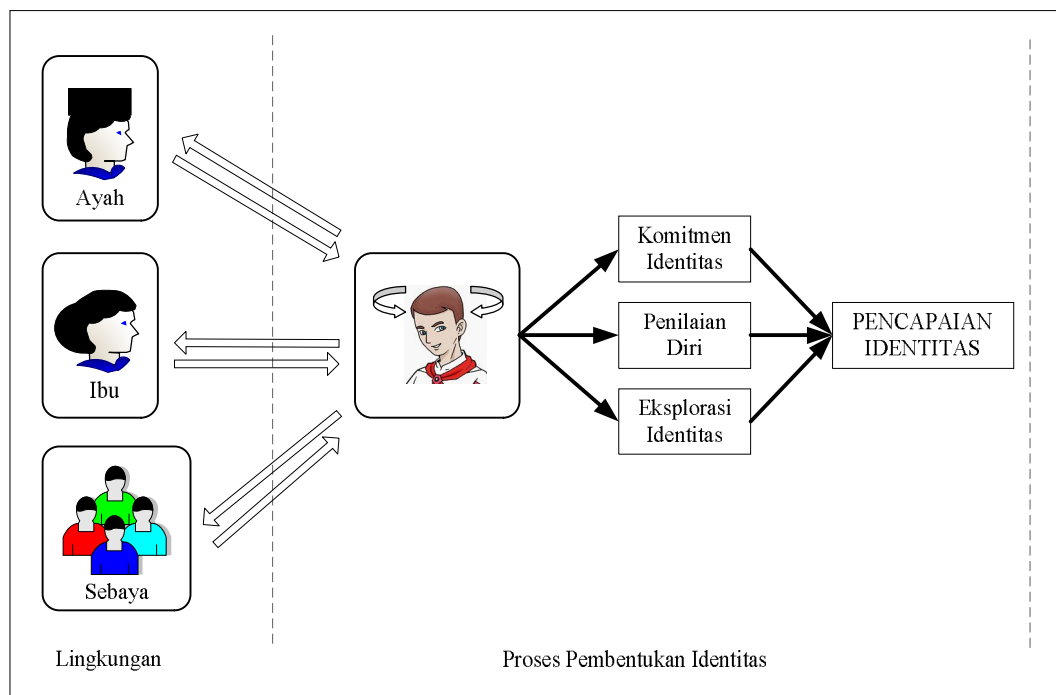 Ayah
Ibu
Sebaya
Komitmen
Identitas
Penilaian
Diri
Eksplorasi
Identitas
PENCAPAIAN
IDENTITAS
Lingkungan
Proses Pembentukan Identitas